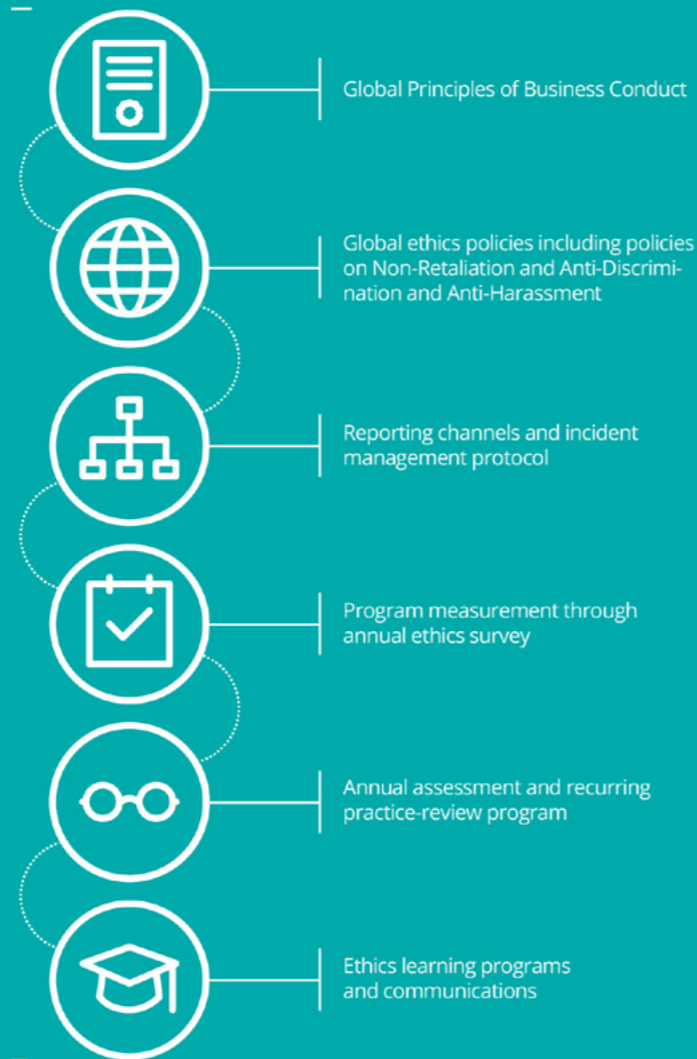 Global Principles of Business Conduct
Global ethics policies including policies
on Non-Retaliation and Anti-Discrimi-
nation and Anti-Harassment
Reporting channels and incident
management protocol
Program measurement through
annual ethics survey
Annual assessment and recurring
practice-review program
Ethics learning programs
and communications